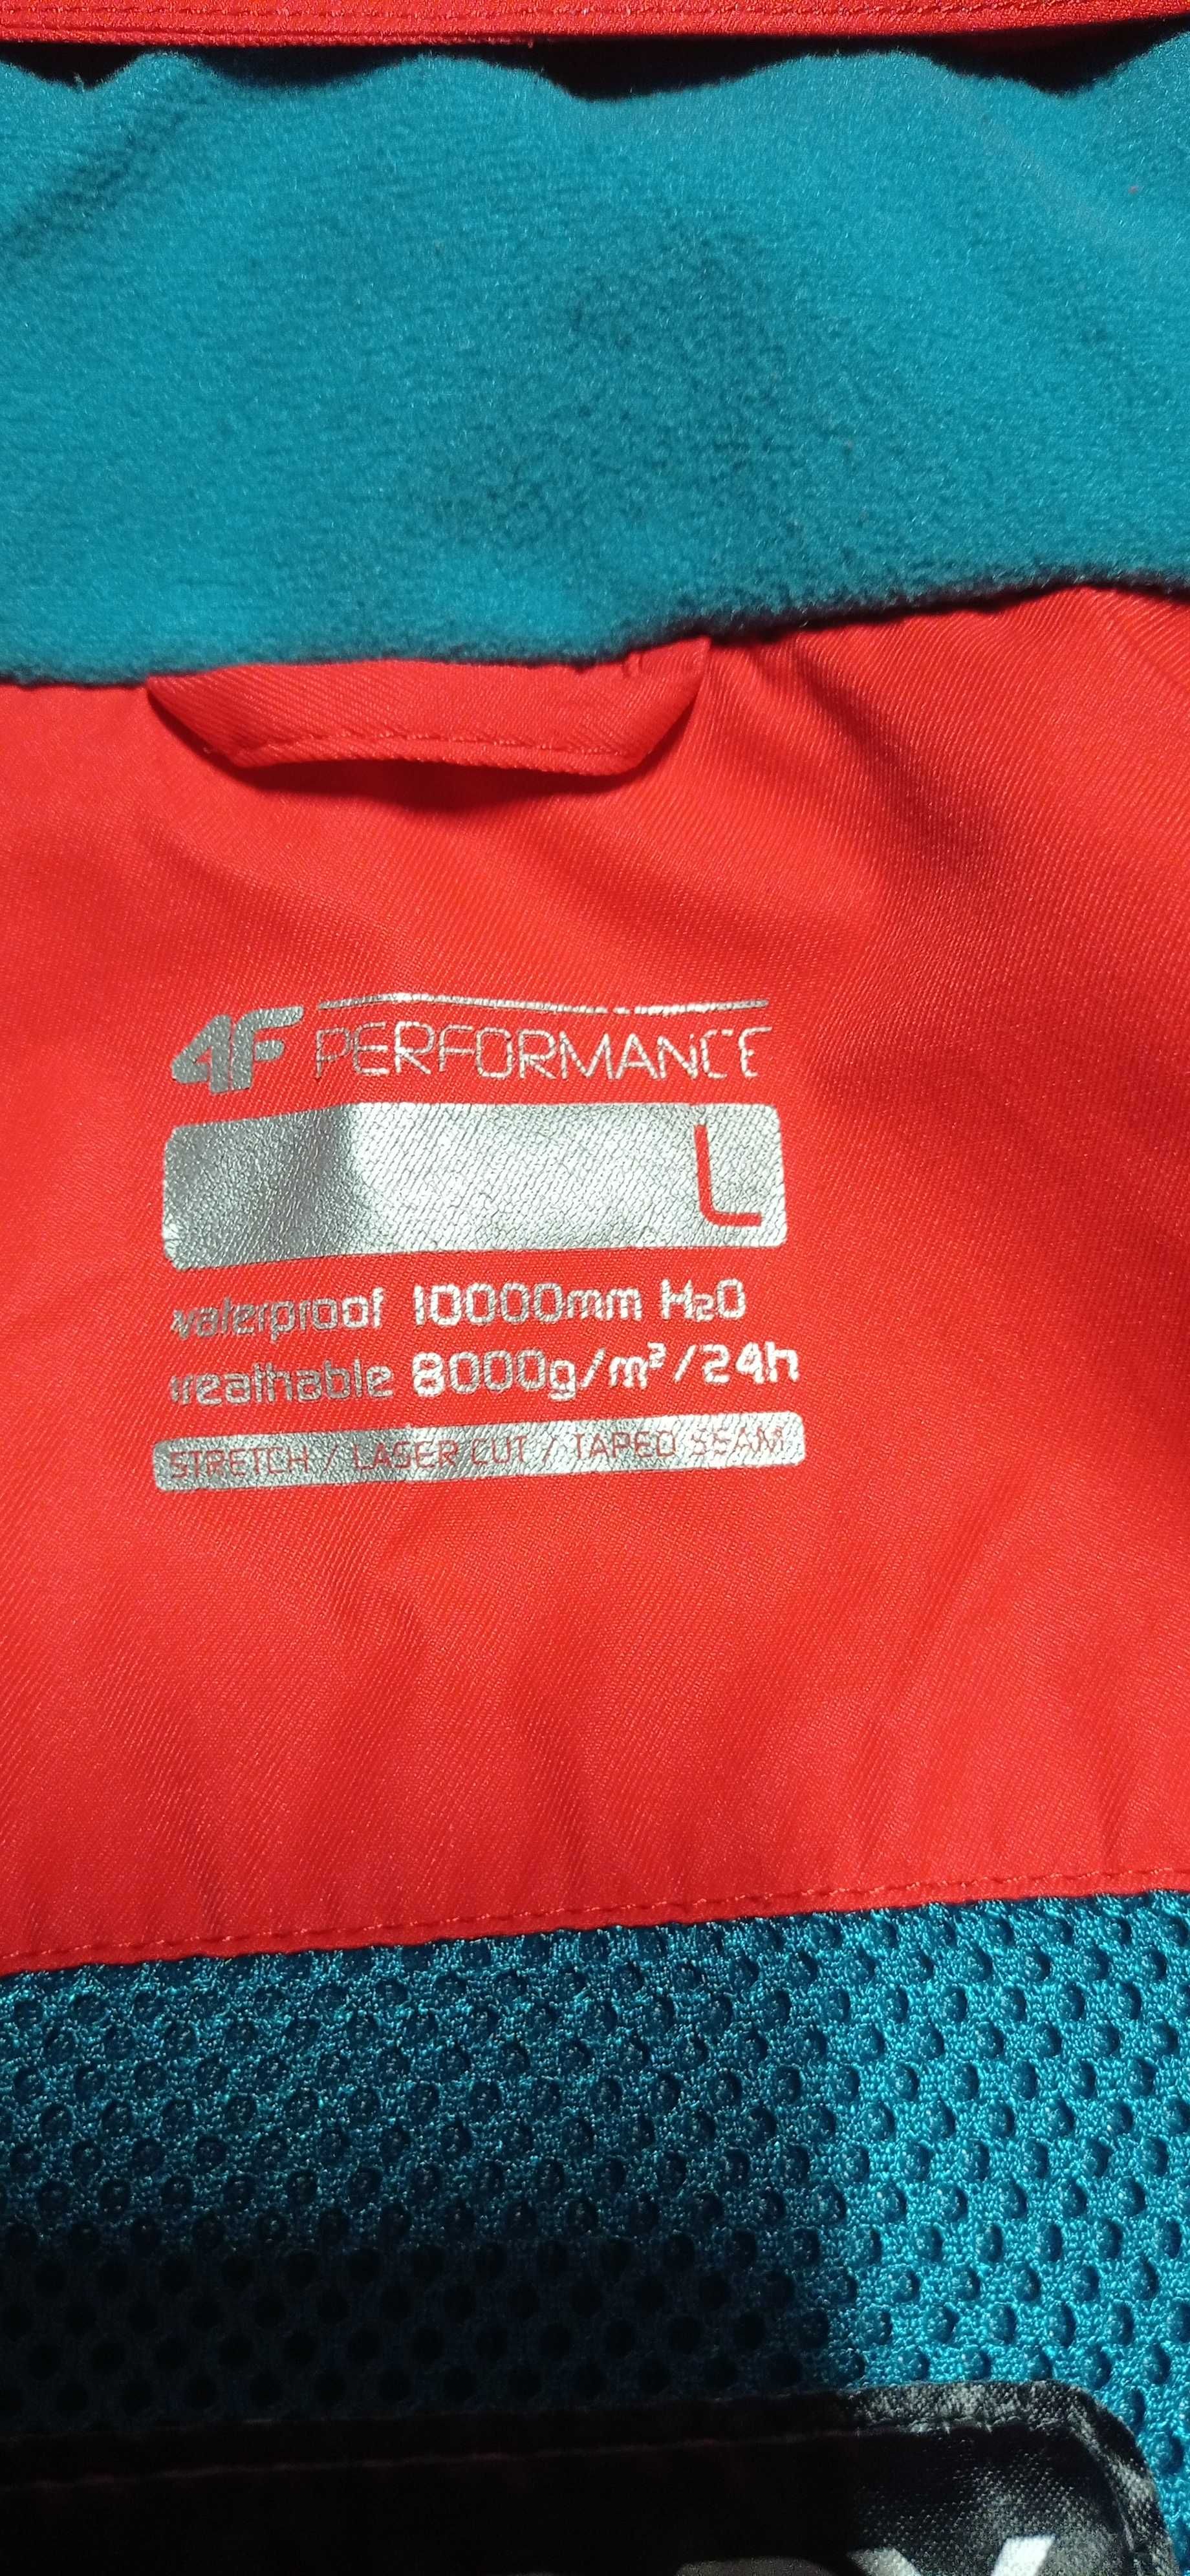 4F PERFORMANCE
L
waterproof 10000mm H₂O
breathable 8000g/m²/24h
STRETCH / LASER CUT / TAPED SEAM